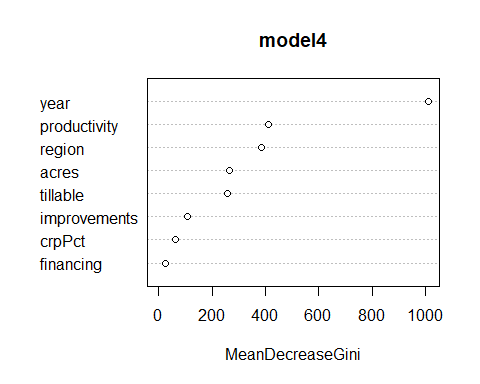 model4
year
productivity
region
acres
tillable
improvements
crpPct
financing
0 200 400 600 800 1000
MeanDecreaseGini